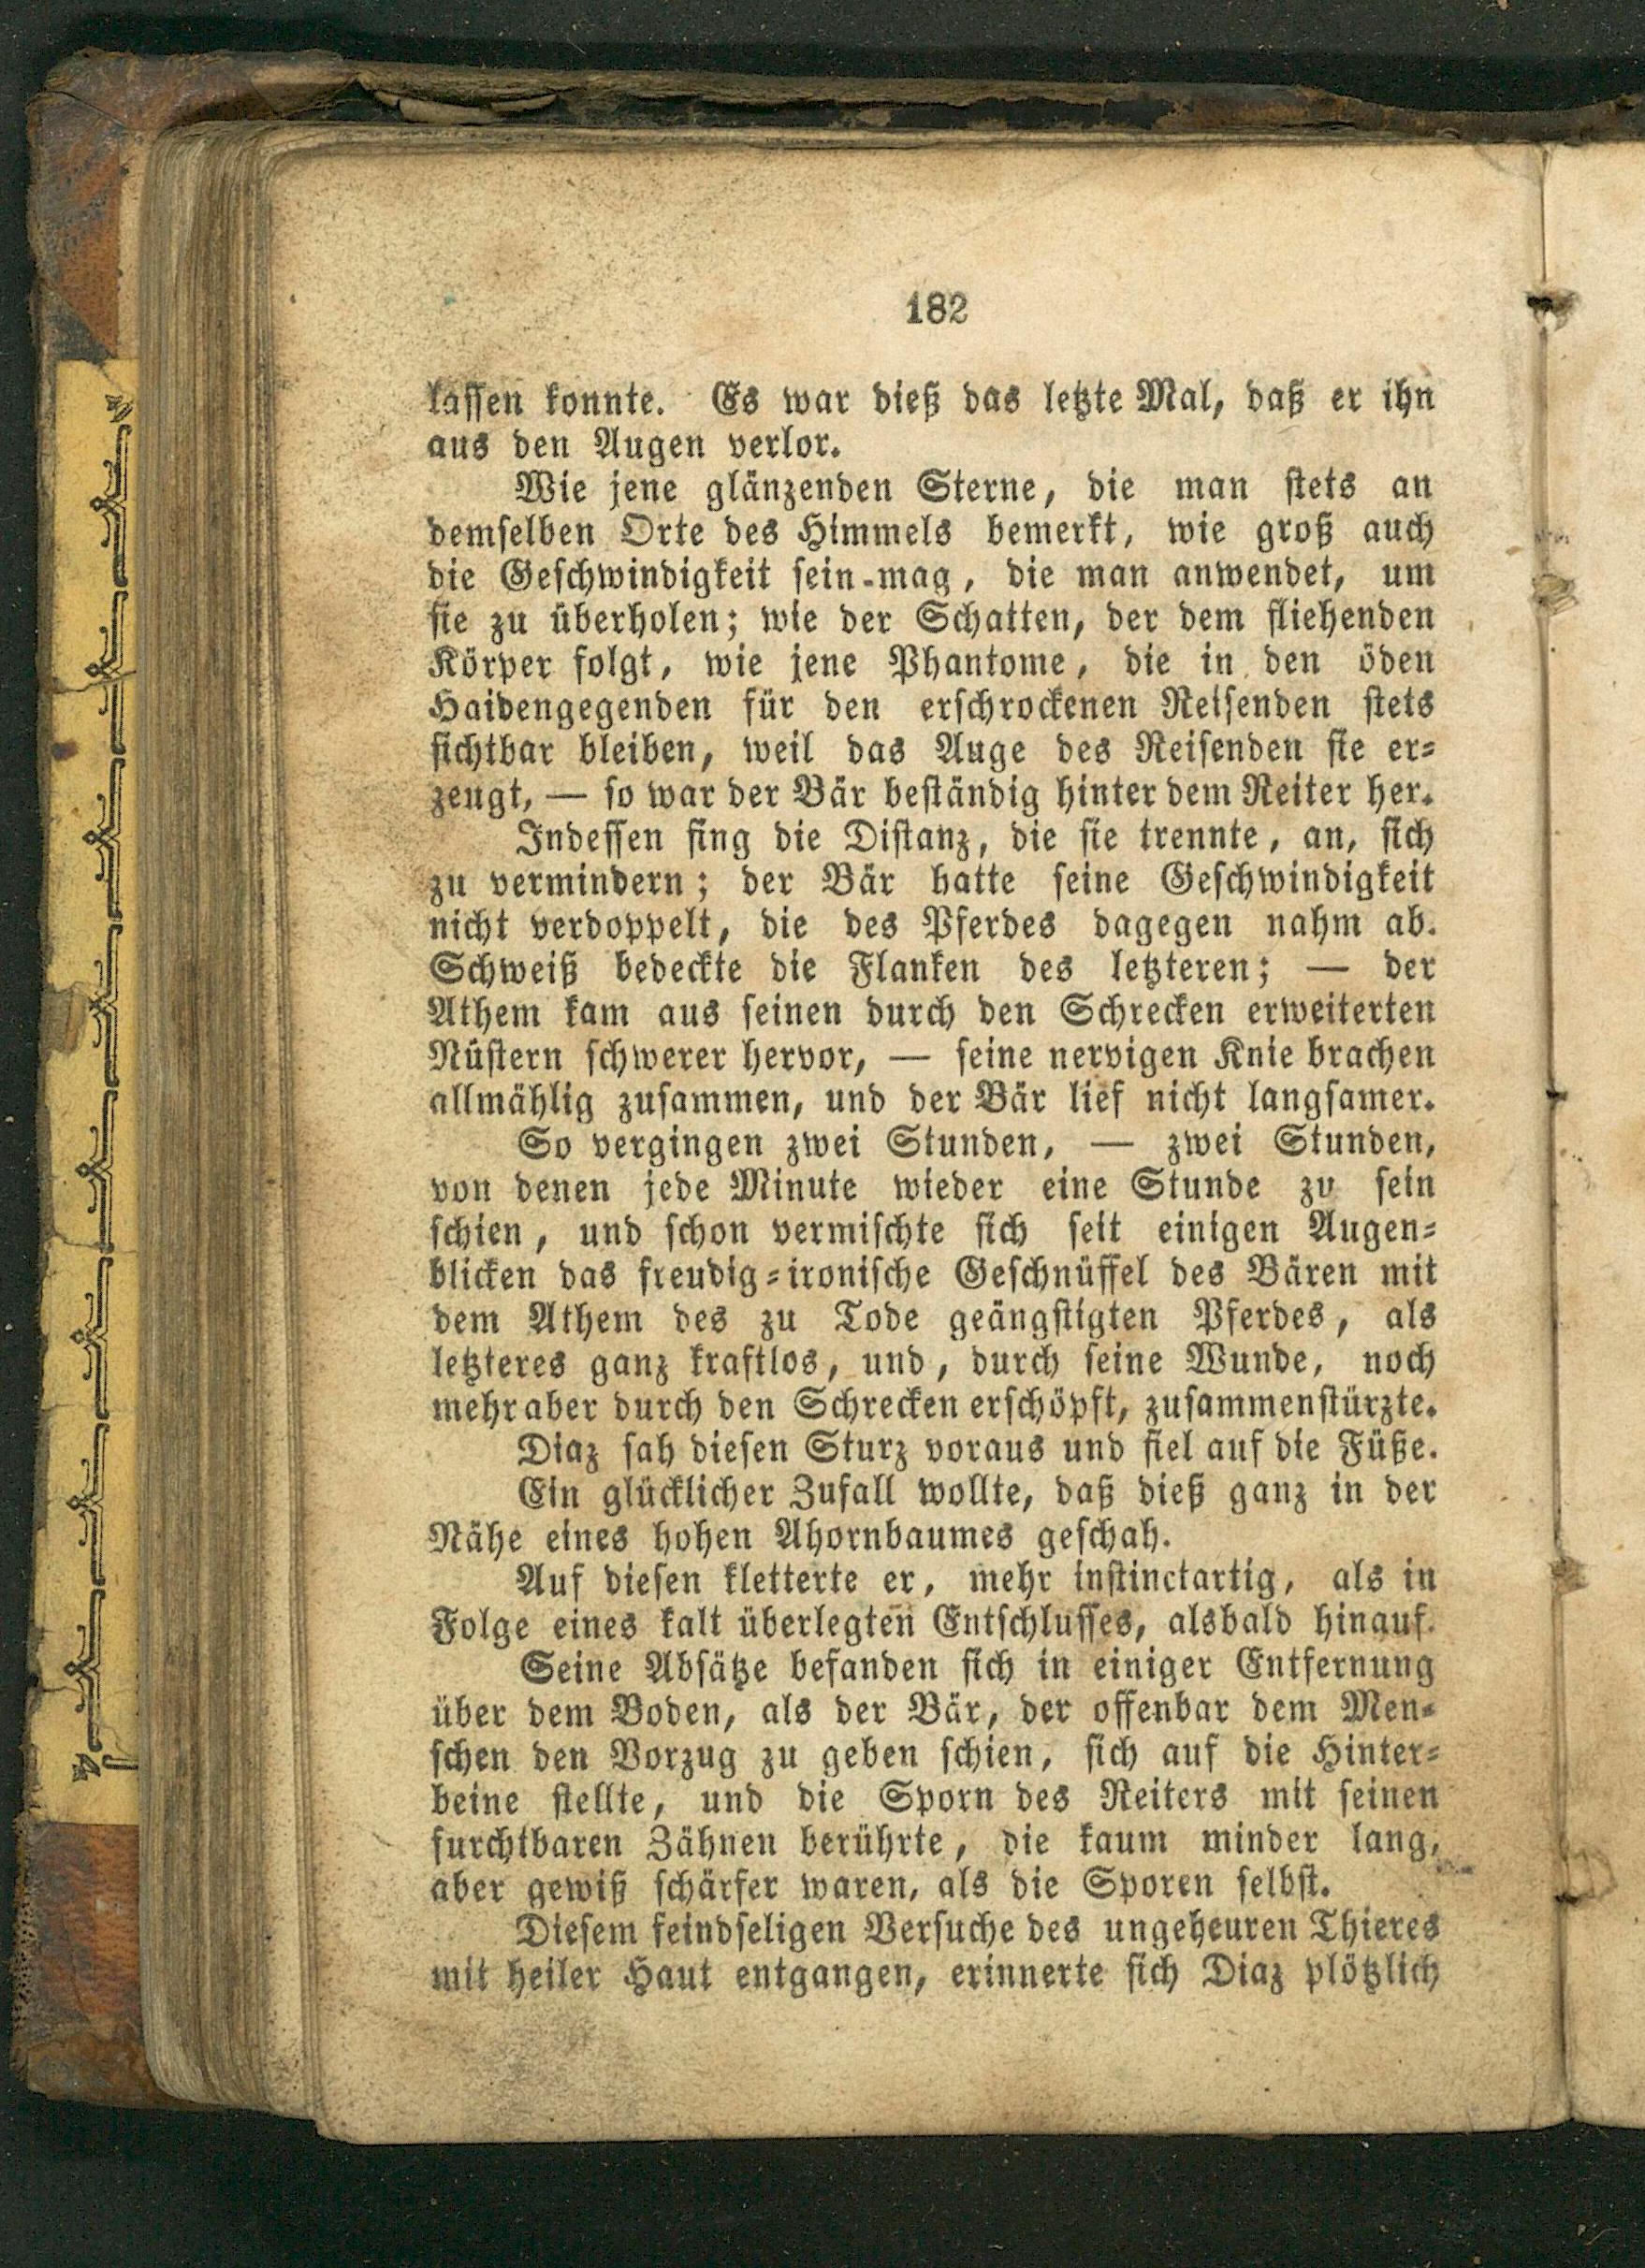 182
lassen konnte. Es war dieß das letzte Mal, daß er ihn
aus den Augen verlor.
Wie jene glänzenden Sterne, die man stets an
demselben Orte des Himmels bemerkt, wie groß auch
die Geschwindigkeit sein mag, die man anwendet, um
sie zu überholen; wie der Schatten, der dem fliehenden
Körper folgt, wie jene Phantome, die in den öden
Haidengegenden für den erschrockenen Reisenden stets
sichtbar bleiben, weil das Auge des Reisenden sie er-
zeugt, — so war der Bär beständig hinter dem Reiter her.
Indessen fing die Distanz, die sie trennte, an, sich
zu vermindern; der Bär hatte seine Geschwindigkeit
nicht verdoppelt, die des Pferdes dagegen nahm ab.
Schweiß bedeckte die Flanken des letzteren; — der
Athem kam aus seinen durch den Schrecken erweiterten
Nüstern schwerer hervor, — seine nervigen Knie brachen
allmählig zusammen, und der Bär lief nicht langsamer.
So vergingen zwei Stunden, — zwei Stunden,
von denen jede Minute wieder eine Stunde zu sein
schien, und schon vermischte sich seit einigen Augen-
blicken das freudig-ironische Geschnüffel des Bären mit
dem Athem des zu Tode geängstigten Pferdes, als
letzteres ganz kraftlos, und, durch seine Wunde, noch
mehr aber durch den Schrecken erschöpft, zusammenstürzte.
Diaz sah diesen Sturz voraus und fiel auf die Füße.
Ein glücklicher Zufall wollte, daß dieß ganz in der
Nähe eines hohen Ahornbaumes geschah.
Auf diesen kletterte er, mehr instinctartig, als in
Folge eines kalt überlegten Entschlusses, alsbald hinauf.
Seine Absätze befanden sich in einiger Entfernung
über dem Boden, als der Bär, der offenbar dem Men-
schen den Vorzug zu geben schien, sich auf die Hinter-
beine stellte, und die Sporn des Reiters mit seinen
furchtbaren Zähnen berührte, die kaum minder lang,
aber gewiß schärfer waren, als die Sporen selbst.
Diesem feindseligen Versuche des ungeheuren Thieres
mit heiler Haut entgangen, erinnerte sich Diaz plötzlich